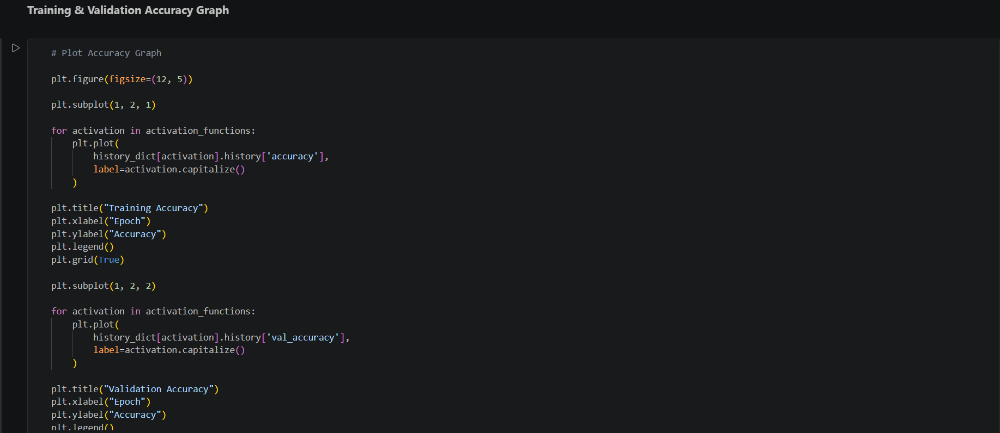 Training & Validation Accuracy Graph
# Plot Accuracy Graph
plt.figure(figsize=(12, 5))
plt.subplot(1, 2, 1)
for activation in activation_functions:
    plt.plot(
        history_dict[activation].history['accuracy'],
        label=activation.capitalize()
    )
plt.title("Training Accuracy")
plt.xlabel("Epoch")
plt.ylabel("Accuracy")
plt.legend()
plt.grid(True)
plt.subplot(1, 2, 2)
for activation in activation_functions:
    plt.plot(
        history_dict[activation].history['val_accuracy'],
        label=activation.capitalize()
    )
plt.title("Validation Accuracy")
plt.xlabel("Epoch")
plt.ylabel("Accuracy")
plt.legend()